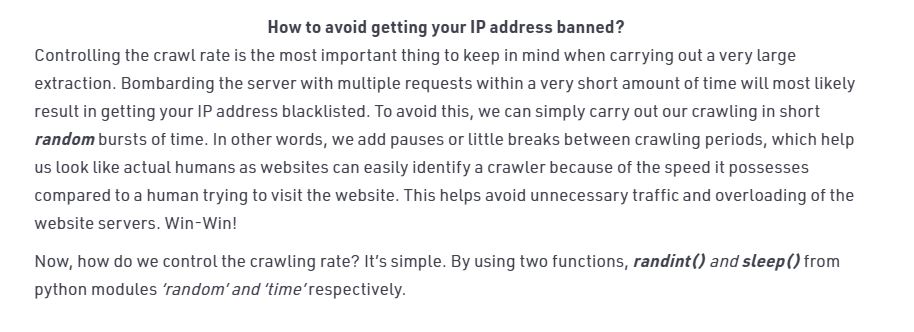 How to avoid getting your IP address banned?
Controlling the crawl rate is the most important thing to keep in mind when carrying out a very large
extraction. Bombarding the server with multiple requests within a very short amount of time will most likely
result in getting your IP address blacklisted. To avoid this, we can simply carry out our crawling in short
random bursts of time. In other words, we add pauses or little breaks between crawling periods, which help
us look like actual humans as websites can easily identify a crawler because of the speed it possesses
compared to a human trying to visit the website. This helps avoid unnecessary traffic and overloading of the
website servers. Win-Win!
Now, how do we control the crawling rate? It’s simple. By using two functions, randint() and sleep() from
python modules ‘random’ and ‘time’ respectively.